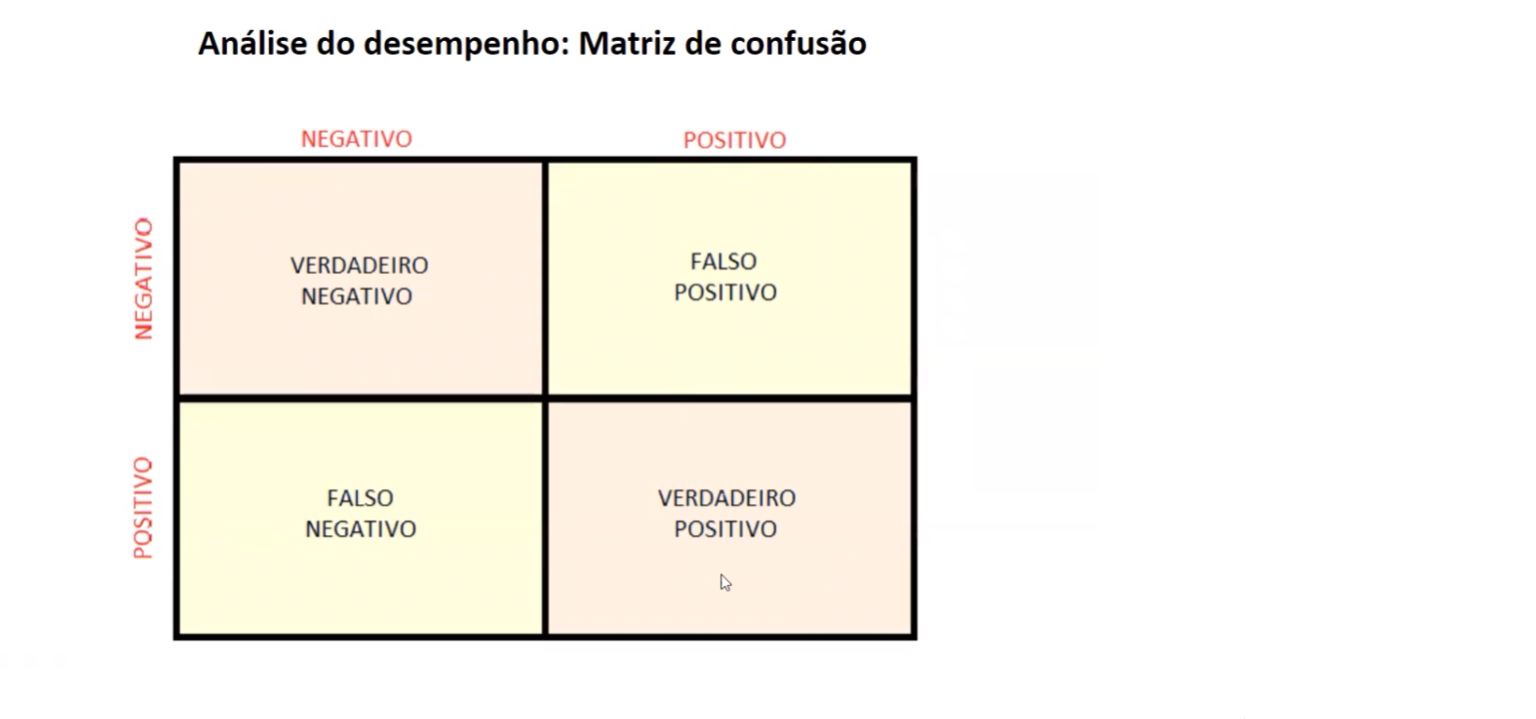 Análise do desempenho: Matriz de confusão
NEGATIVO
POSITIVO
NEGATIVO
VERDADEIRO
NEGATIVO
FALSO
POSITIVO
POSITIVO
FALSO
NEGATIVO
VERDADEIRO
POSITIVO